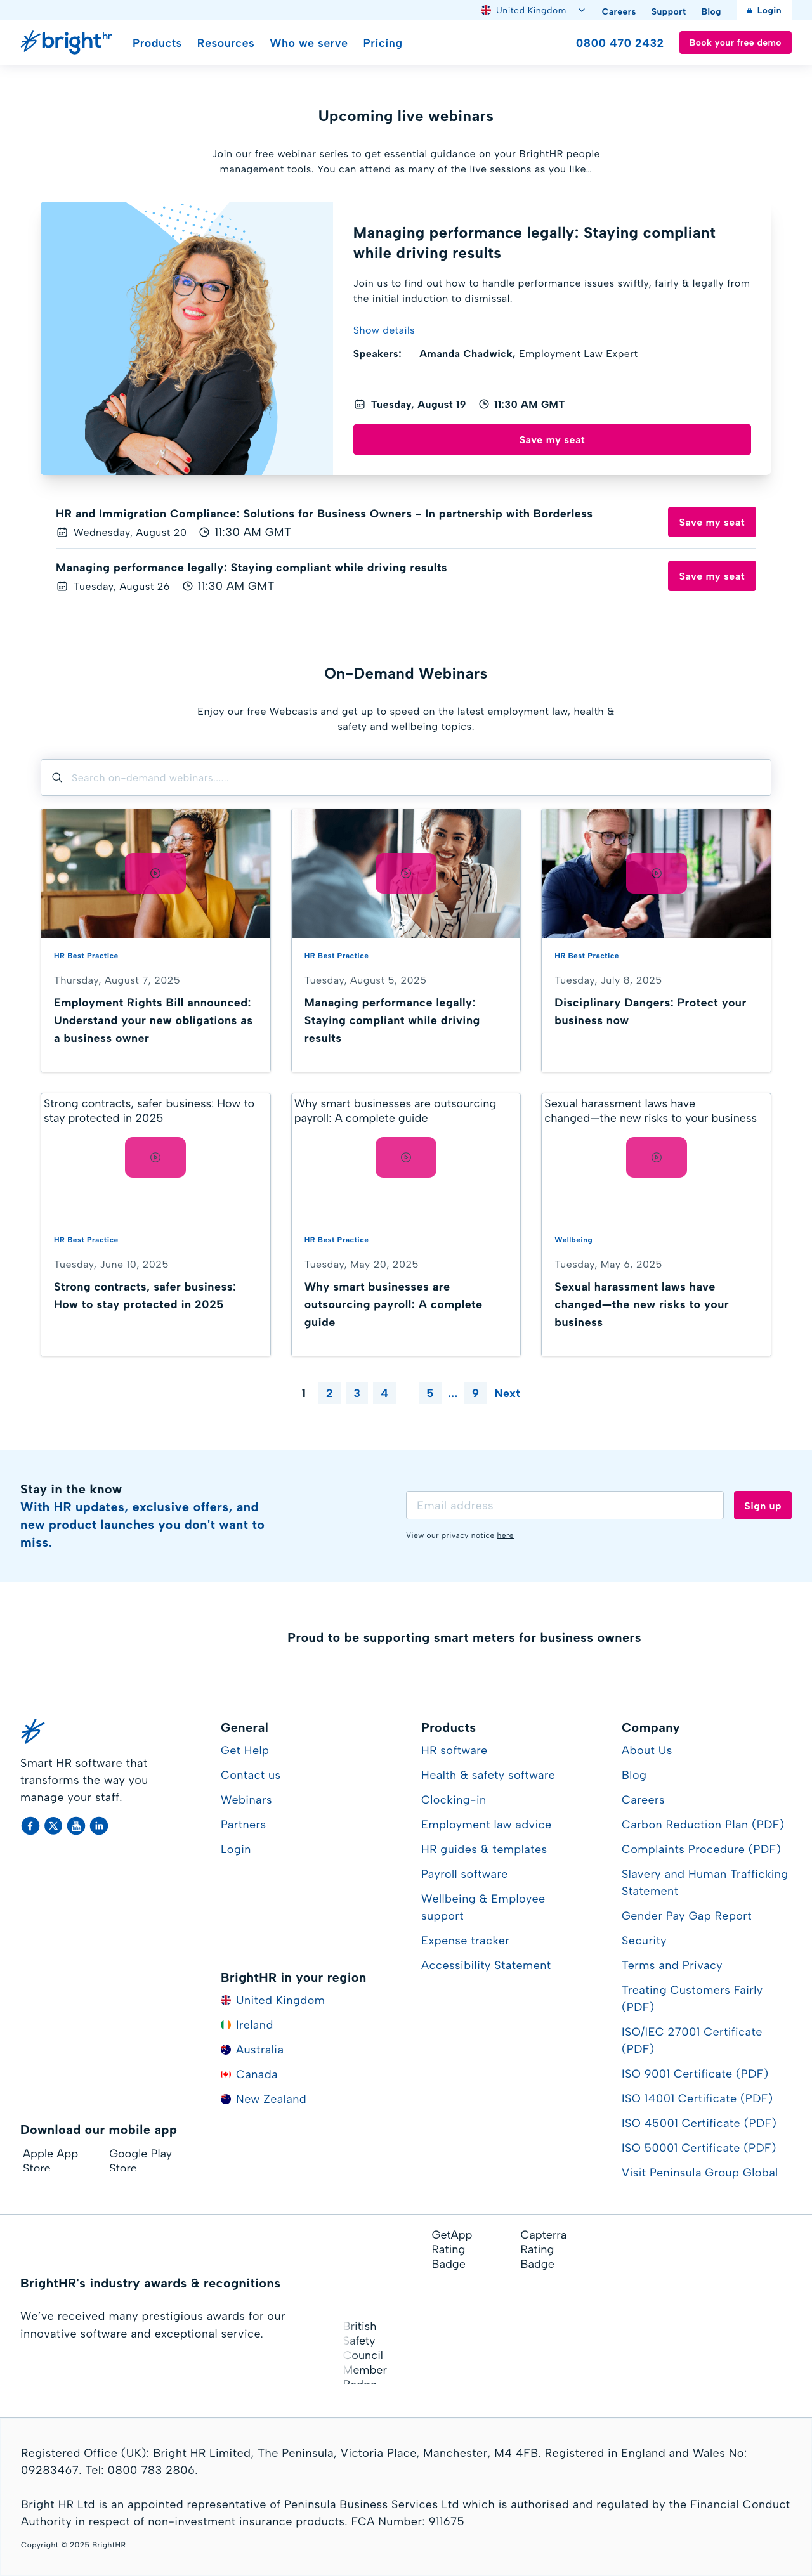 United Kingdom
Careers
Support
Blog
Login
bright hr
Products
Resources
Who we serve
Pricing
0800 470 2432
Book your free demo
Upcoming live webinars
Join our free webinar series to get essential guidance on your BrightHR people
management tools. You can attend as many of the live sessions as you like...
Managing performance legally: Staying compliant
while driving results
Join us to find out how to handle performance issues swiftly, fairly & legally from
the initial induction to dismissal.
Show details
Speakers: Amanda Chadwick, Employment Law Expert
Tuesday, August 19 11:30 AM GMT
Save my seat
HR and Immigration Compliance: Solutions for Business Owners - In partnership with Borderless
Wednesday, August 20 11:30 AM GMT
Save my seat
Managing performance legally: Staying compliant while driving results
Tuesday, August 26 11:30 AM GMT
Save my seat
On-Demand Webinars
Enjoy our free Webcasts and get up to speed on the latest employment law, health &
safety and wellbeing topics.
Search on-demand webinars......
HR Best Practice
Thursday, August 7, 2025
Employment Rights Bill announced:
Understand your new obligations as
a business owner
HR Best Practice
Tuesday, August 5, 2025
Managing performance legally:
Staying compliant while driving
results
HR Best Practice
Tuesday, July 8, 2025
Disciplinary Dangers: Protect your
business now
Strong contracts, safer business: How to
stay protected in 2025
HR Best Practice
Tuesday, June 10, 2025
Strong contracts, safer business:
How to stay protected in 2025
Why smart businesses are outsourcing
payroll: A complete guide
HR Best Practice
Tuesday, May 20, 2025
Why smart businesses are
outsourcing payroll: A complete
guide
Sexual harassment laws have
changed—the new risks to your business
Wellbeing
Tuesday, May 6, 2025
Sexual harassment laws have
changed—the new risks to your
business
1 2 3 4 5 ... 9 Next
Stay in the know
With HR updates, exclusive offers, and
new product launches you don't want to
miss.
Email address
Sign up
View our privacy notice here
Proud to be supporting smart meters for business owners
Smart HR software that
transforms the way you
manage your staff.
General
Get Help
Contact us
Webinars
Partners
Login
BrightHR in your region
United Kingdom
Ireland
Australia
Canada
New Zealand
Products
HR software
Health & safety software
Clocking-in
Employment law advice
HR guides & templates
Payroll software
Wellbeing & Employee
support
Expense tracker
Accessibility Statement
Company
About Us
Blog
Careers
Carbon Reduction Plan (PDF)
Complaints Procedure (PDF)
Slavery and Human Trafficking
Statement
Gender Pay Gap Report
Security
Terms and Privacy
Treating Customers Fairly
(PDF)
ISO/IEC 27001 Certificate
(PDF)
ISO 9001 Certificate (PDF)
ISO 14001 Certificate (PDF)
ISO 45001 Certificate (PDF)
ISO 50001 Certificate (PDF)
Visit Peninsula Group Global
Download our mobile app
Apple App
Store
Google Play
Store
GetApp
Rating
Badge
Capterra
Rating
Badge
BrightHR's industry awards & recognitions
We've received many prestigious awards for our
innovative software and exceptional service.
British
Safety
Council
Member
Badge
Registered Office (UK): Bright HR Limited, The Peninsula, Victoria Place, Manchester, M4 4FB. Registered in England and Wales No:
09283467. Tel: 0800 783 2806.
Bright HR Ltd is an appointed representative of Peninsula Business Services Ltd which is authorised and regulated by the Financial Conduct
Authority in respect of non-investment insurance products. FCA Number: 911675
Copyright © 2025 BrightHR